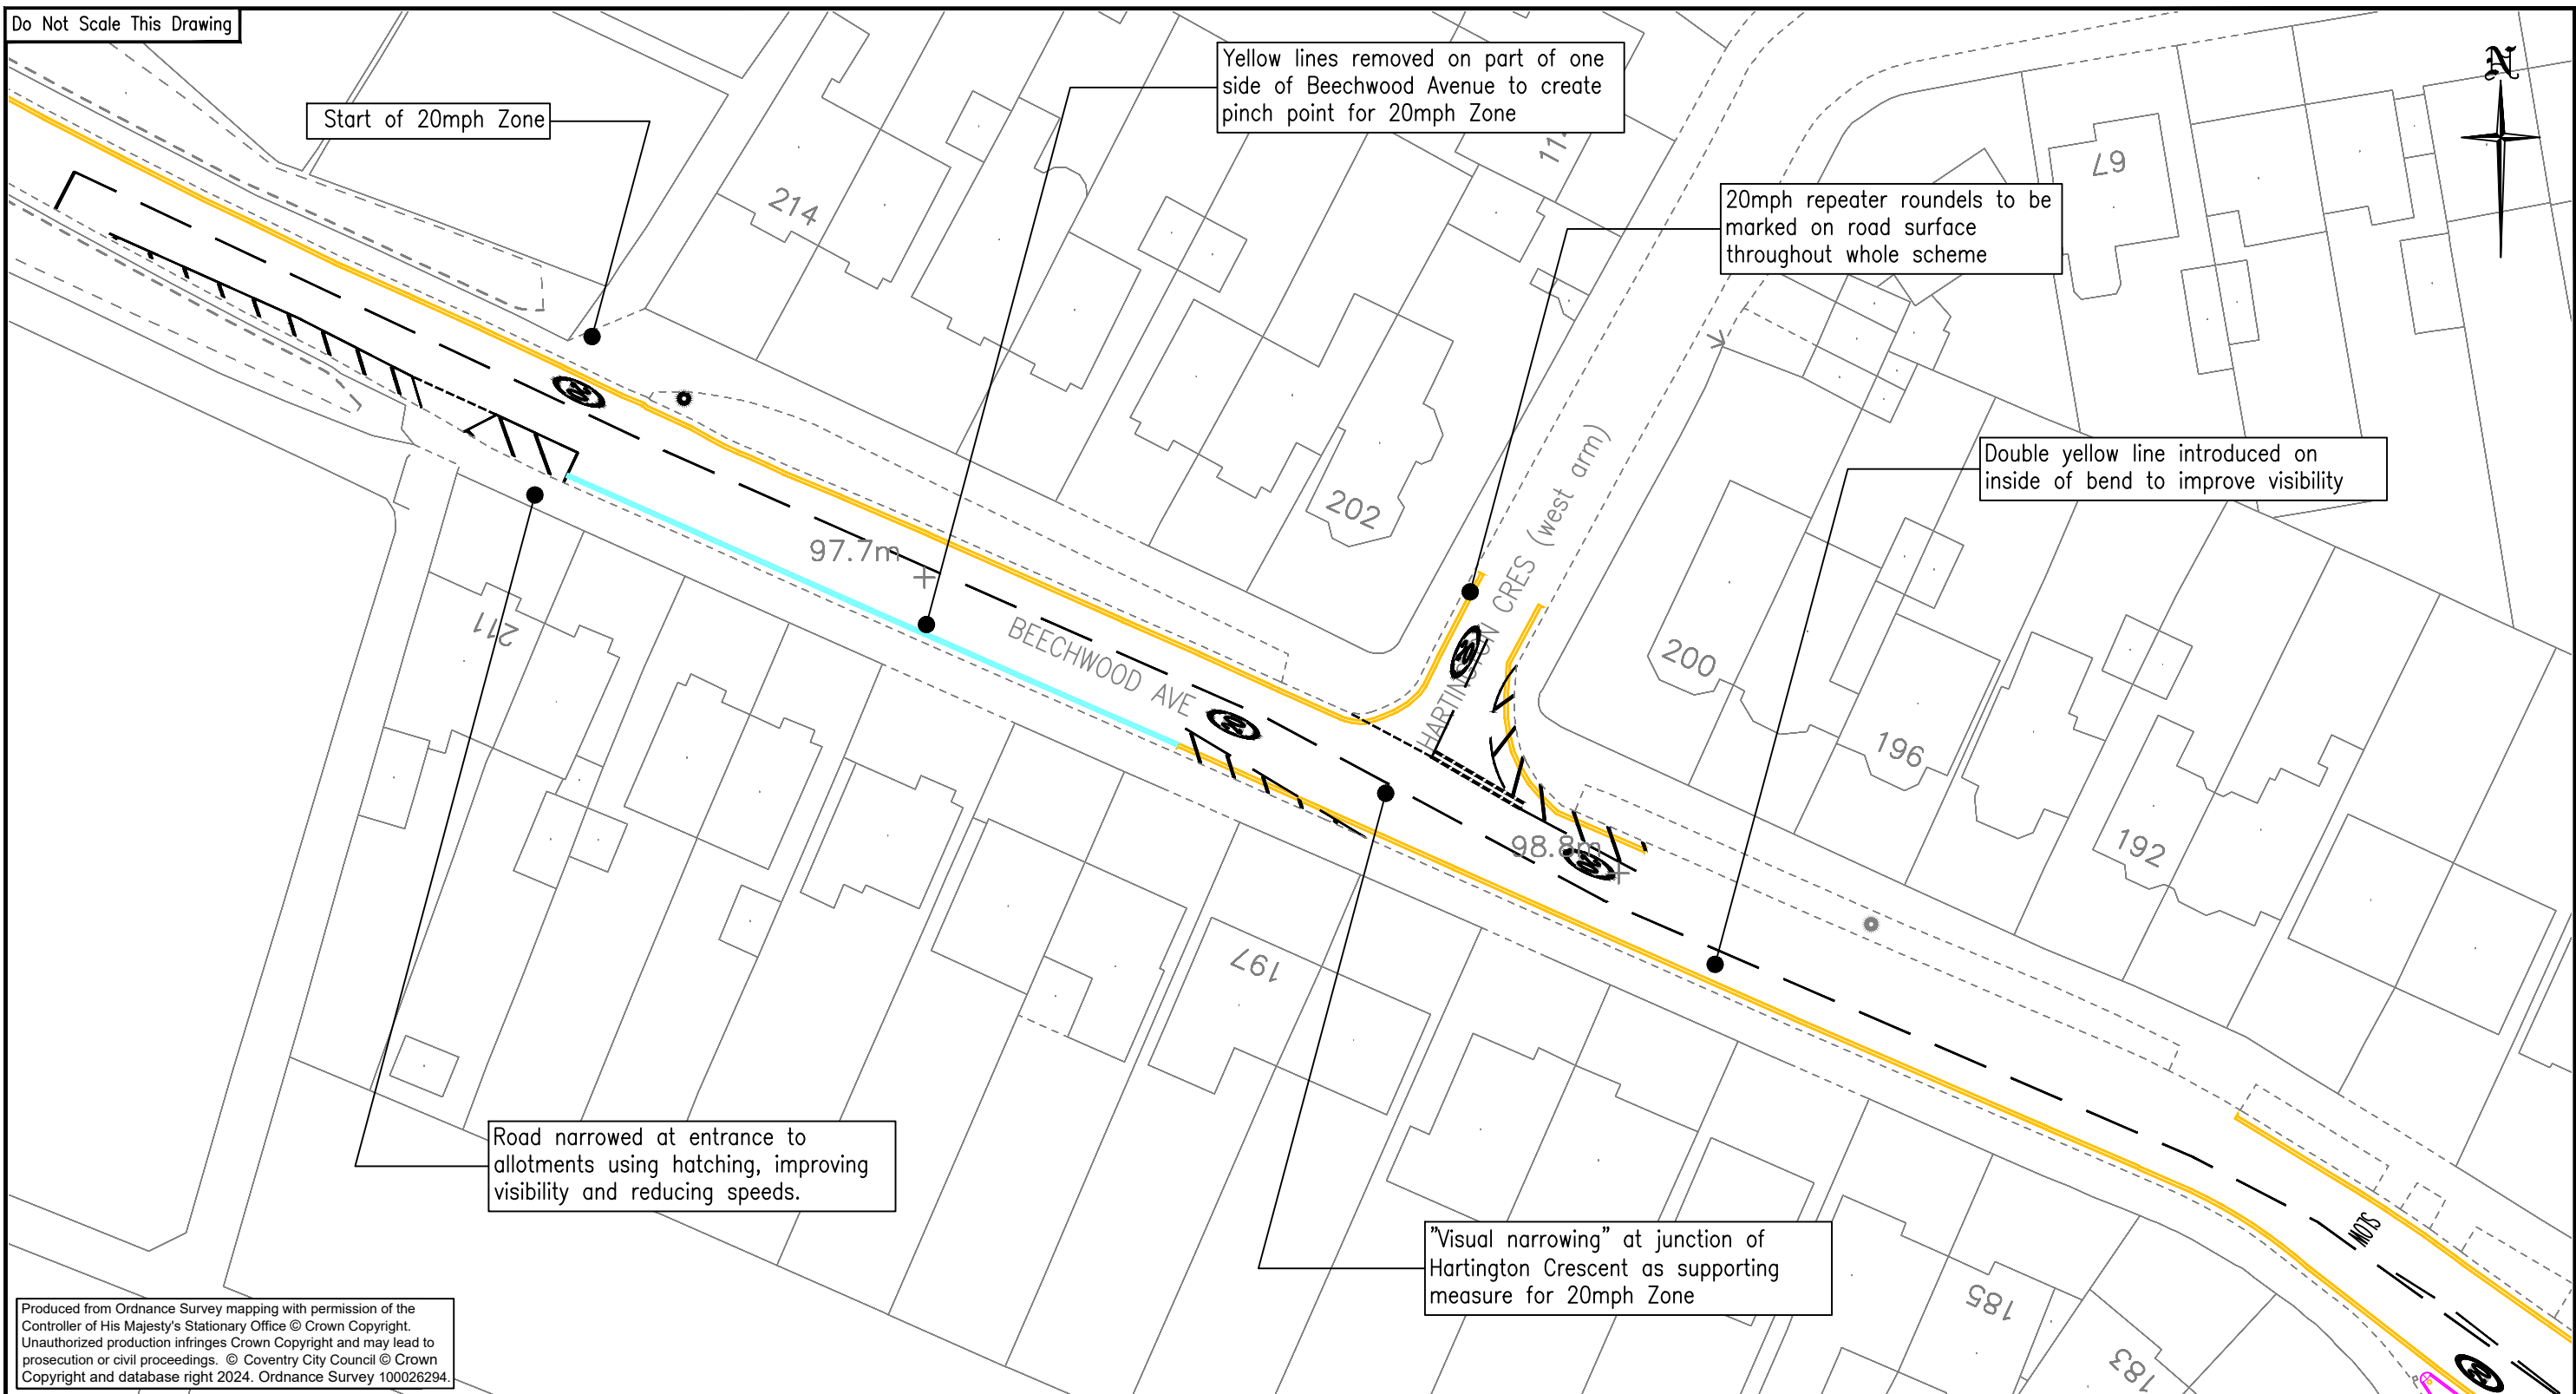 Do Not Scale This Drawing
Yellow lines removed on part of one
side of Beechwood Avenue to create
pinch point for 20mph Zone
N
Start of 20mph Zone
20mph repeater roundels to be
marked on road surface
throughout whole scheme
67
214
202
Double yellow line introduced on
inside of bend to improve visibility
20
97.7m
211
HARTINGTON CRES (west arm)
20
BEECHWOOD AVE
20
200
196
192
98.8m
20
197
Road narrowed at entrance to
allotments using hatching, improving
visibility and reducing speeds.
"Visual narrowing" at junction of
Hartington Crescent as supporting
measure for 20mph Zone
SLOW
185
183
20
Produced from Ordnance Survey mapping with permission of the
Controller of His Majesty's Stationary Office © Crown Copyright.
Unauthorized production infringes Crown Copyright and may lead to
prosecution or civil proceedings. © Coventry City Council © Crown
Copyright and database right 2024. Ordnance Survey 100026294.